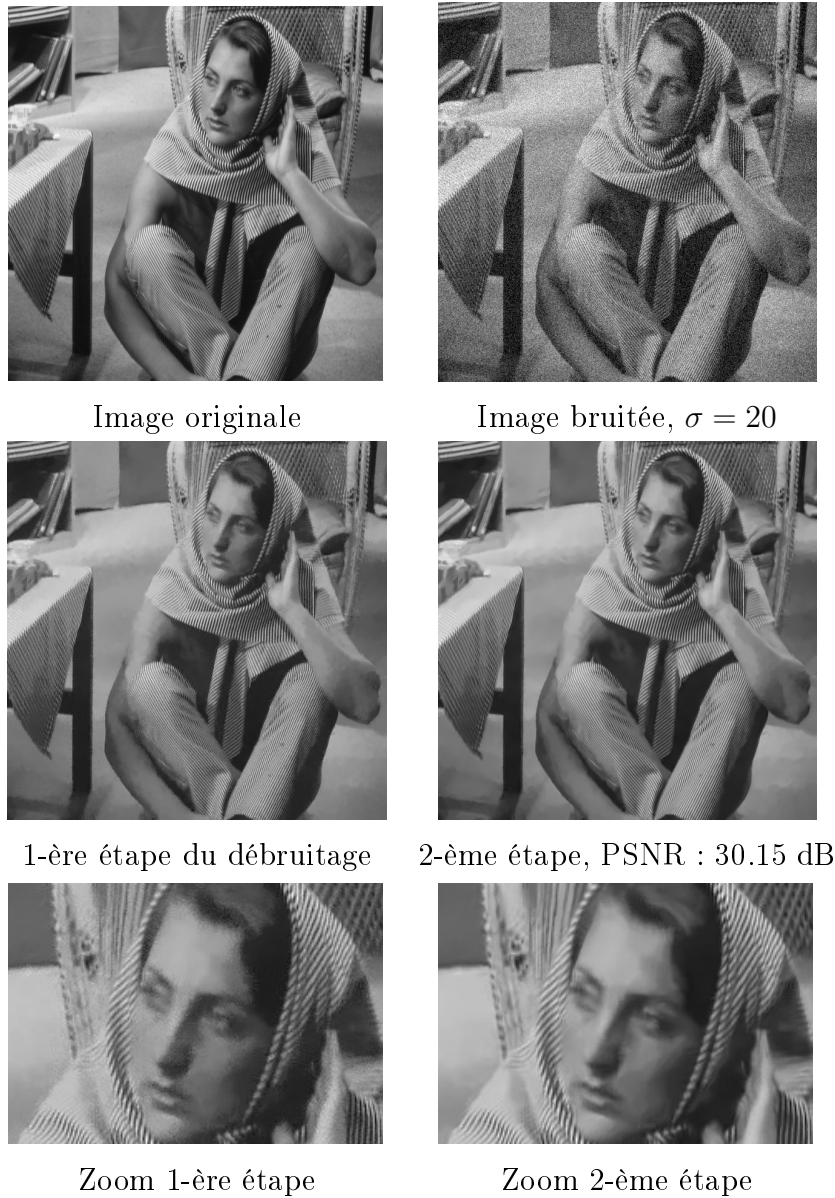 Image originale
Image bruitée, σ = 20
1-ère étape du débruitage
2-ème étape, PSNR : 30.15 dB
Zoom 1-ère étape
Zoom 2-ème étape